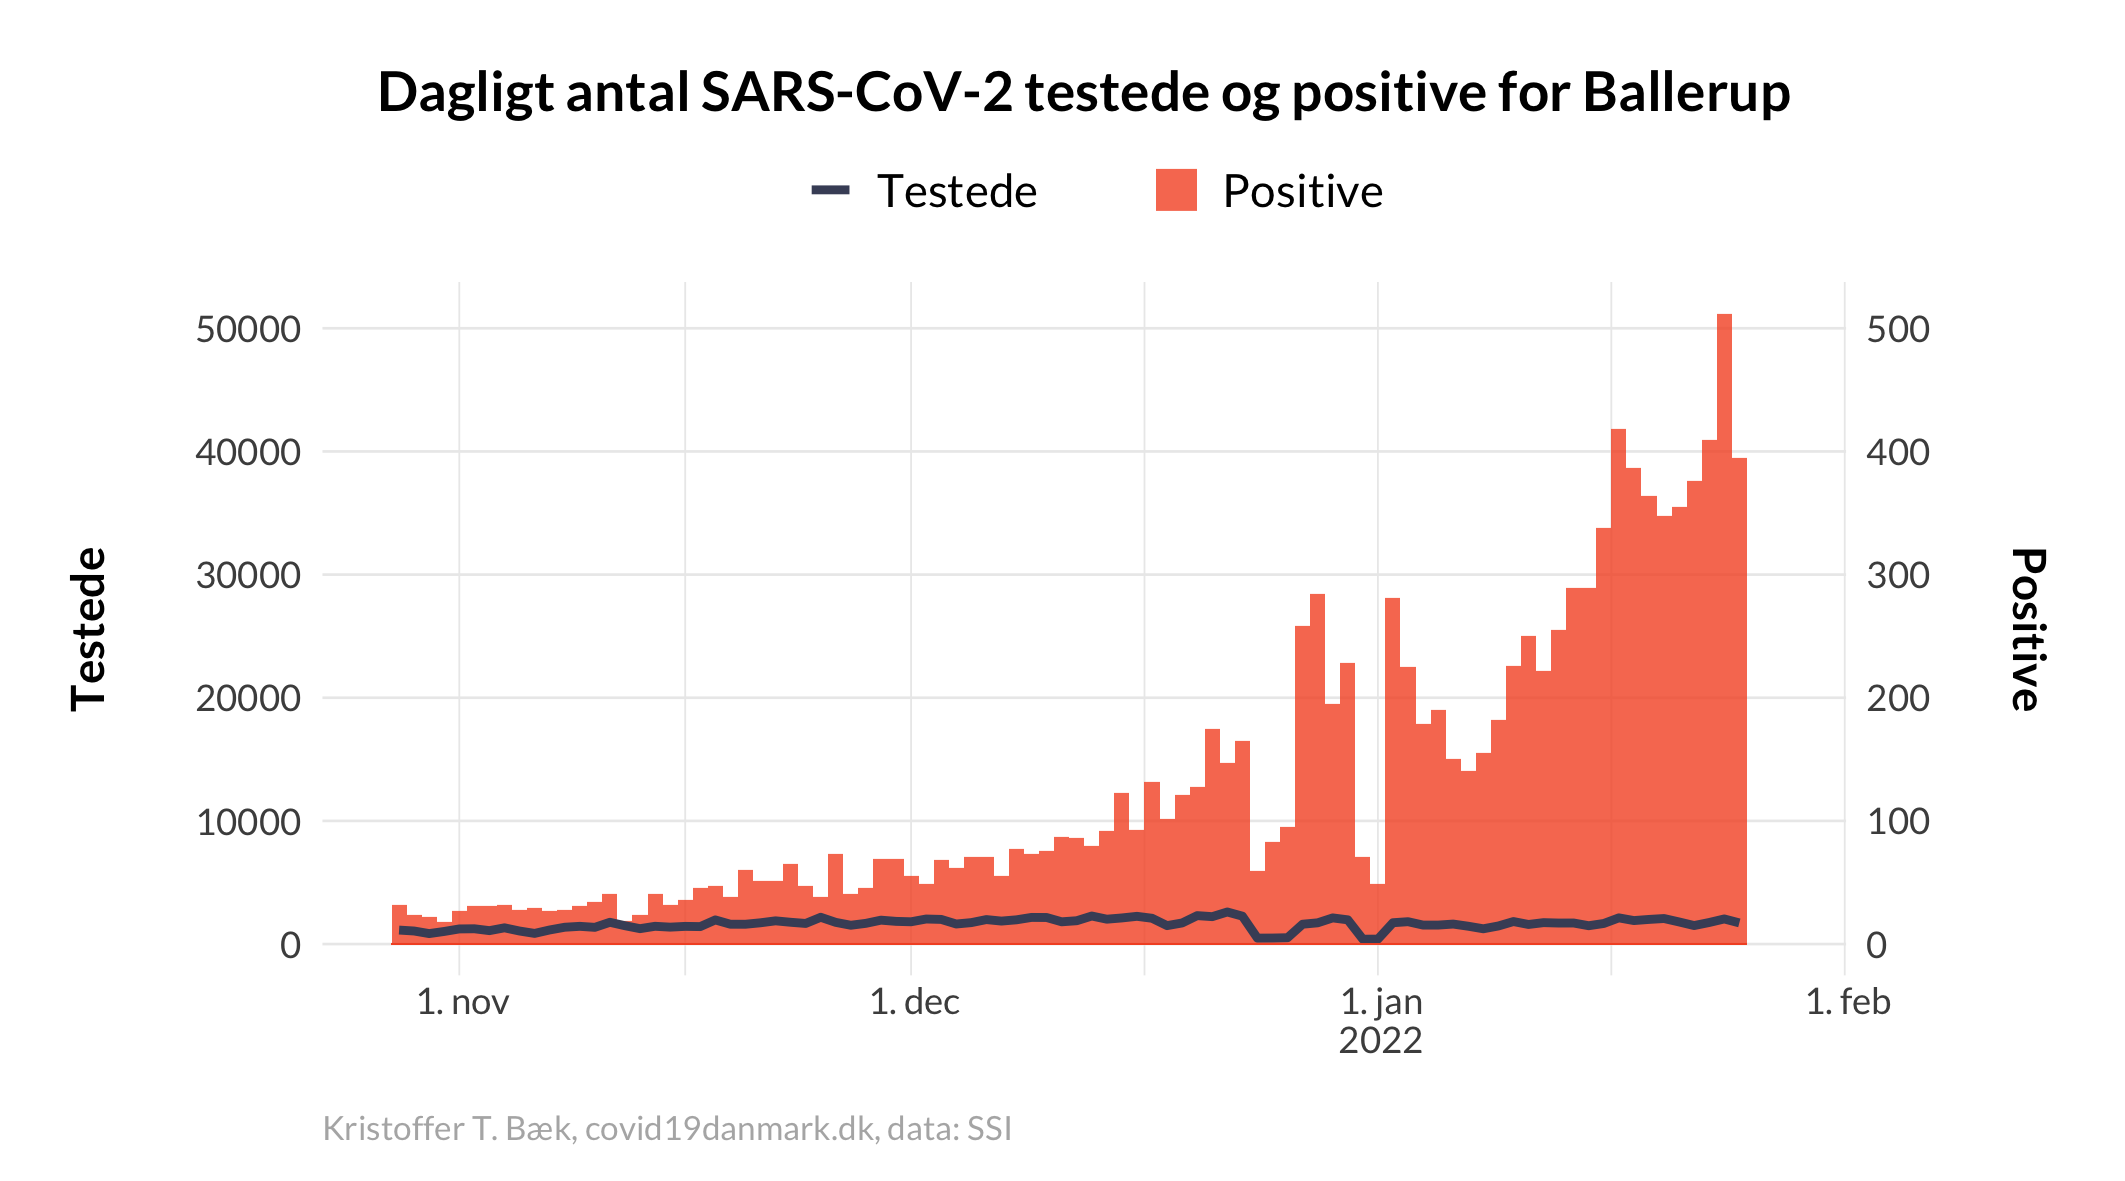 Dagligt antal SARS-CoV-2 testede og positive for Ballerup
Testede
Positive
50000
40000
30000
20000
10000
0
500
400
300
200
100
0
Testede
Positive
1. nov
1. dec
1. jan
2022
1. feb
Kristoffer T. Bæk, covid19danmark.dk, data: SSI